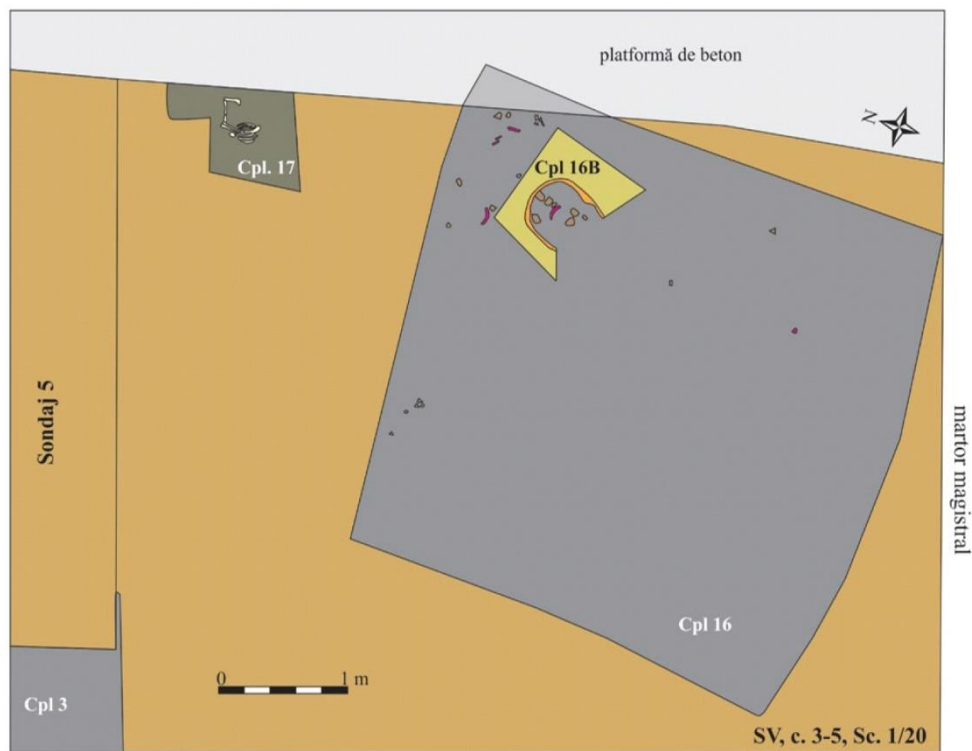 platformă de beton
N
Cpl. 17
Cpl 16B
Sondaj 5
martor magistral
Cpl 16
0 1 m
Cpl 3
SV, c. 3-5, Sc. 1/20